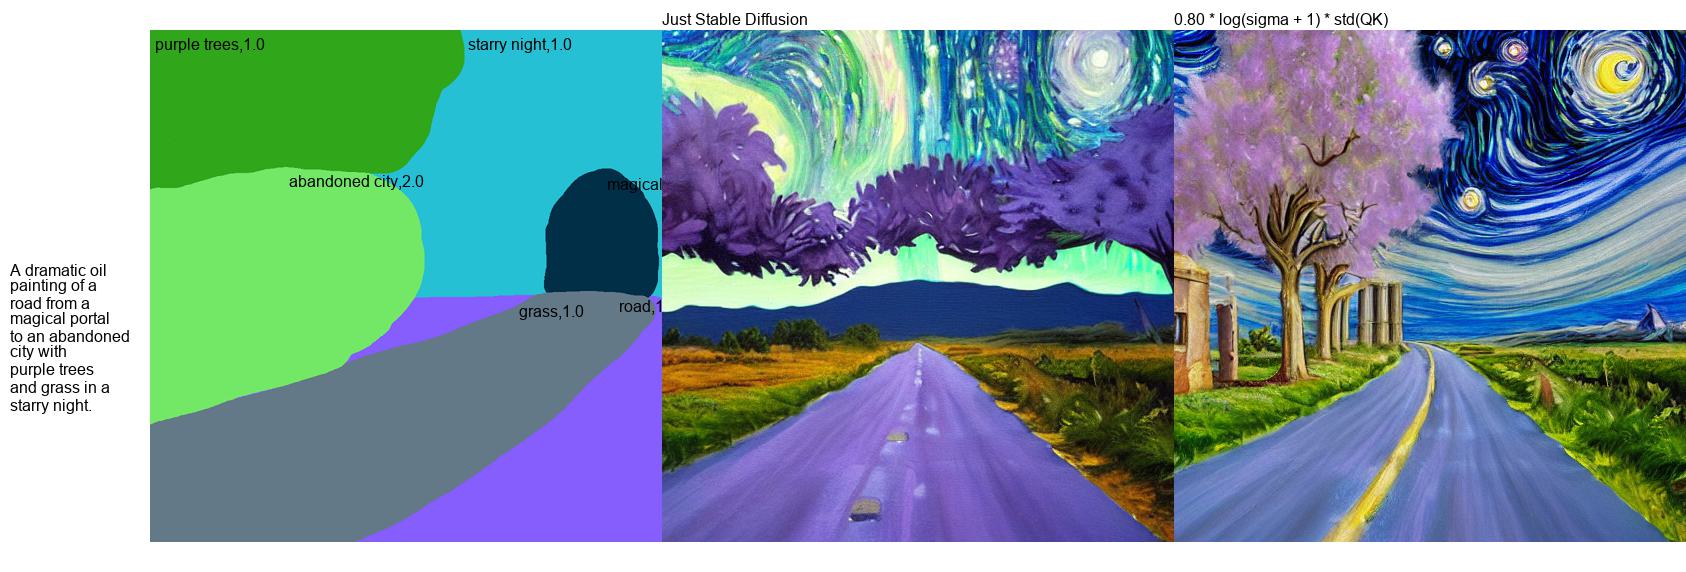 Just Stable Diffusion
0.80 * log(sigma + 1) * std(QK)
purple trees,1.0
starry night,1.0
abandoned city,2.0
magical
A dramatic oil
painting of a
road from a
magical portal
to an abandoned
city with
purple trees
and grass in a
starry night.
road,1
grass,1.0